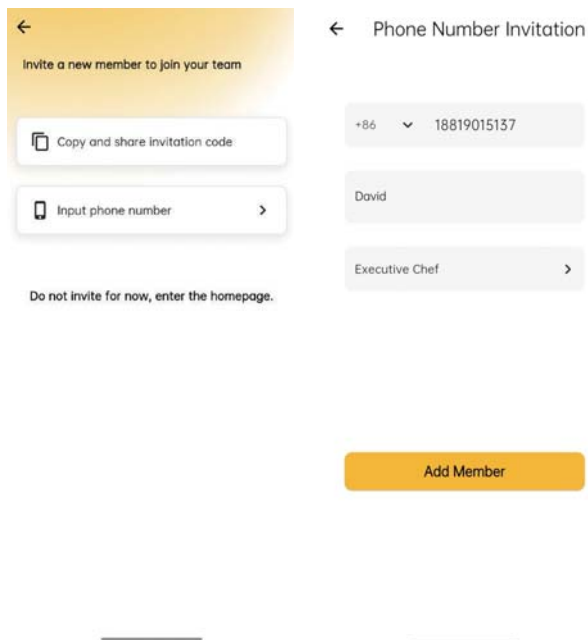 Invite a new member to join your team
Copy and share invitation code
Input phone number
Do not invite for now, enter the homepage.
Phone Number Invitation
+86 18819015137
David
Executive Chef
Add Member